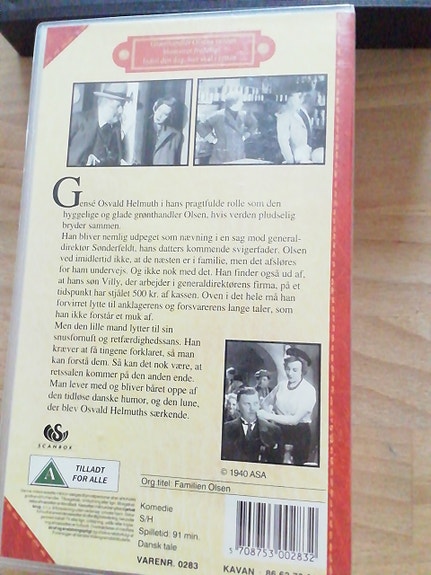 Gensé Osvald Helmuth i hans pragtfulde rolle som den
hyggelige og glade grønthandler Olsen, hvis verden pludselig
bryder sammen.
Han bliver nemlig udpeget som nævning i en sag mod general-
direktør Sønderfeldt, hans datters kommende svigerfader. Olsen
ved imidlertid ikke, at de næsten er i familie, men det afsløres
for ham undervejs. Og ikke nok med det. Han finder også ud af,
at hans søn Villy, der arbejder i generaldirektørens firma, på et
tidspunkt har stjålet 500 kr. af kassen. Oven i det hele må han
forvirret lytte til anklagerens og forsvarerens lange taler, som
han ikke forstår et muk af.
Men den lille mand lytter til sin
snusfornuft og retfærdighedssans. Han
kræver at få tingene forklaret, så man
kan forstå dem. Så kan det nok være, at
retssalen kommer på den anden ende.
Man lever med og bliver båret oppe af
den tidløse danske humor, og den lune,
der blev Osvald Helmuths særkende.
© 1940 ASA
SCANBOX
A
TILLADT
FOR ALLE
Org titel: Familien Olsen
Komedie
S/H
Spilletid: 91 min.
Dansk tale
VARENR. 0283
5 708753 002832
KAVAN